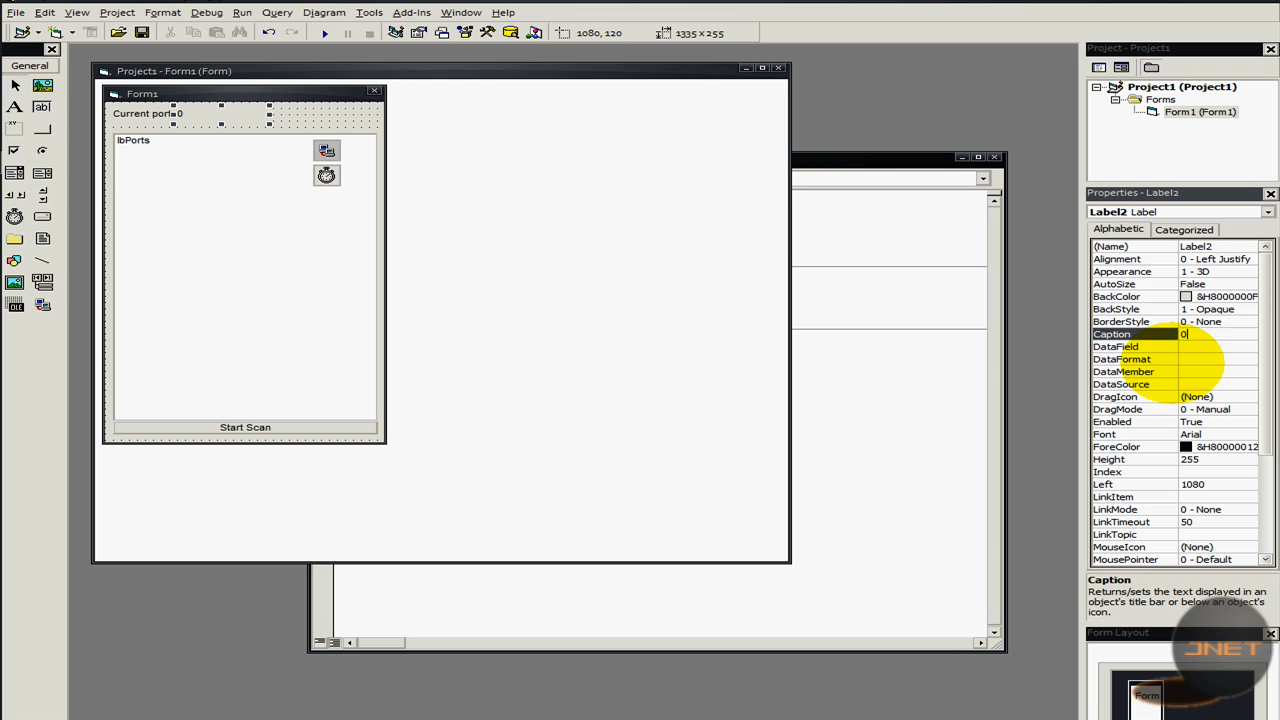 File Edit View Project Format Debug Run Query Diagram Tools Add-Ins Window Help
1080, 120 1335 x 255
General
Project1 - Form1 (Form)
Form1
Current port 0
lbPorts
Start Scan
Project - Project1
Project1 (Project1)
Forms
Form1 (Form1)
Properties - Label2
Label2 Label
Alphabetic Categorized
(Name) Label2
Alignment 0 - Left Justify
Appearance 1 - 3D
AutoSize False
BackColor &H8000000F
BackStyle 1 - Opaque
BorderStyle 0 - None
Caption 0
DataField
DataFormat
DataMember
DataSource
DragIcon (None)
DragMode 0 - Manual
Enabled True
Font Arial
ForeColor &H80000012
Height 255
Index
Left 1080
LinkItem
LinkMode 0 - None
LinkTimeout 50
LinkTopic
MouseIcon (None)
MousePointer 0 - Default
Caption
Returns/sets the text displayed in an object's title bar or below an object's icon.
Form Layout
JNET
Form